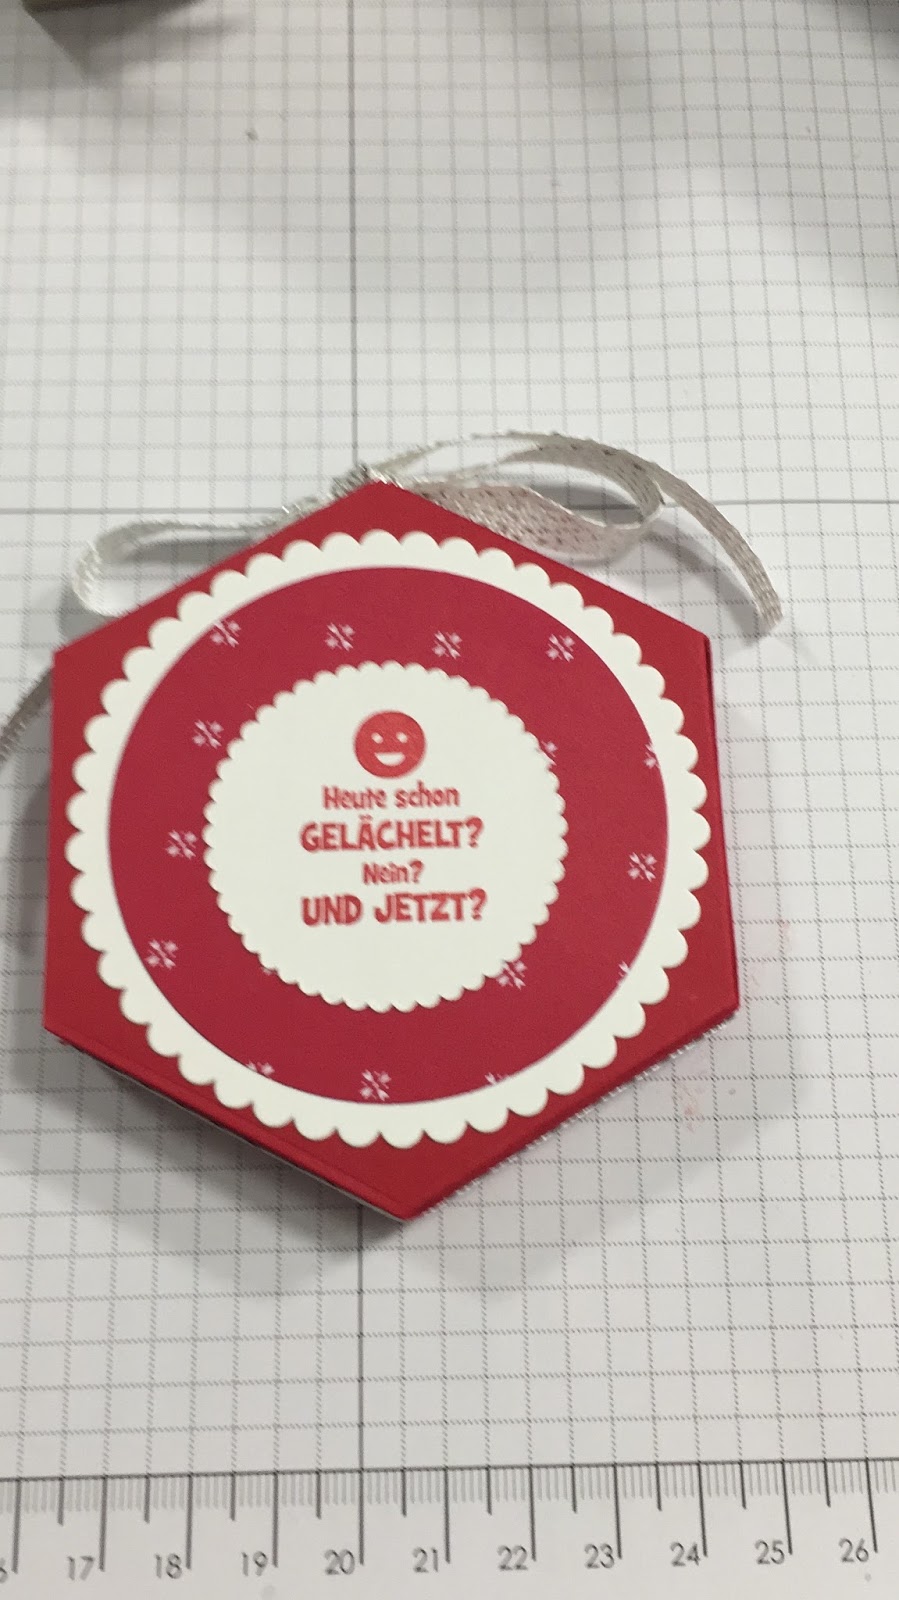 Heute schon
GELÄCHELT?
Nein?
UND JETZT?
17 18 19 20 21 22 23 24 25 26